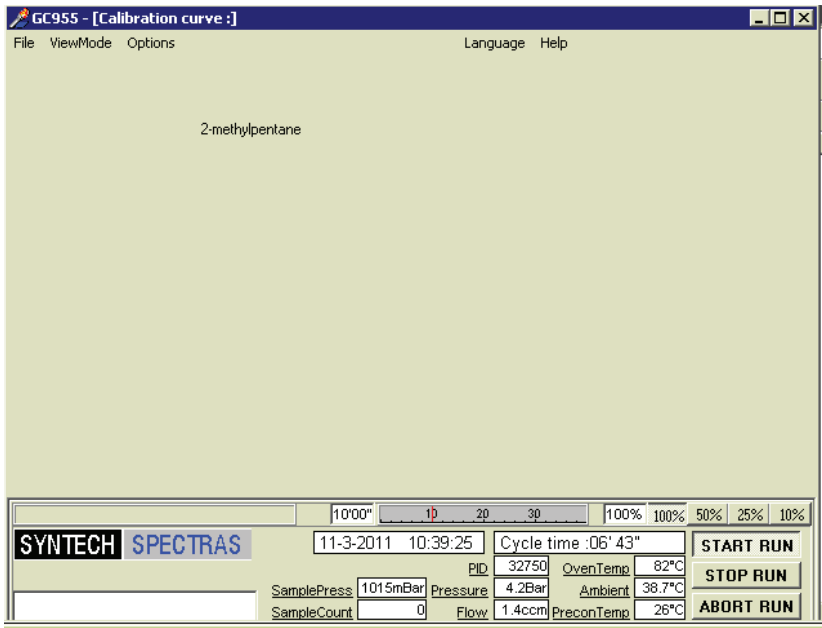 GC955 - [Calibration curve :]
File ViewMode Options Language Help
2-methylpentane
10'00" 10 20 30 100% 100% 50% 25% 10%
SYNTECH SPECTRAS 11-3-2011 10:39:25 Cycle time :06' 43" START RUN
PID 32750 OvenTemp 82°C STOP RUN
SamplePress 1015mBar Pressure 4.2Bar Ambient 38.7°C
SampleCount 0 Flow 1.4ccm PreconTemp 26°C ABORT RUN